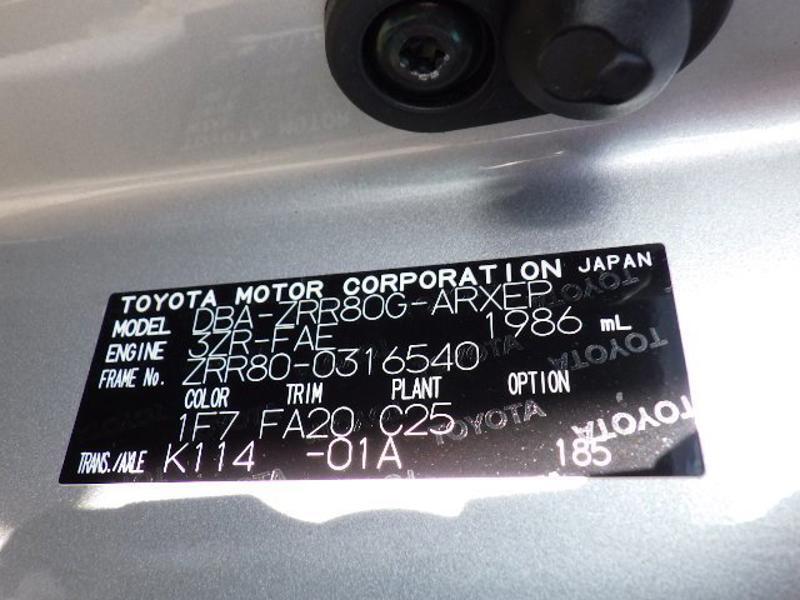 TOYOTA MOTOR CORPORATION JAPAN
MODEL DBA-ZRR80G-ARXEP
ENGINE 3ZR-FAE 1986 mL
FRAME No. ZRR80-0316540
COLOR TRIM PLANT OPTION
1F7 FA20 C25
TRANS./AXLE K114 -01A 185